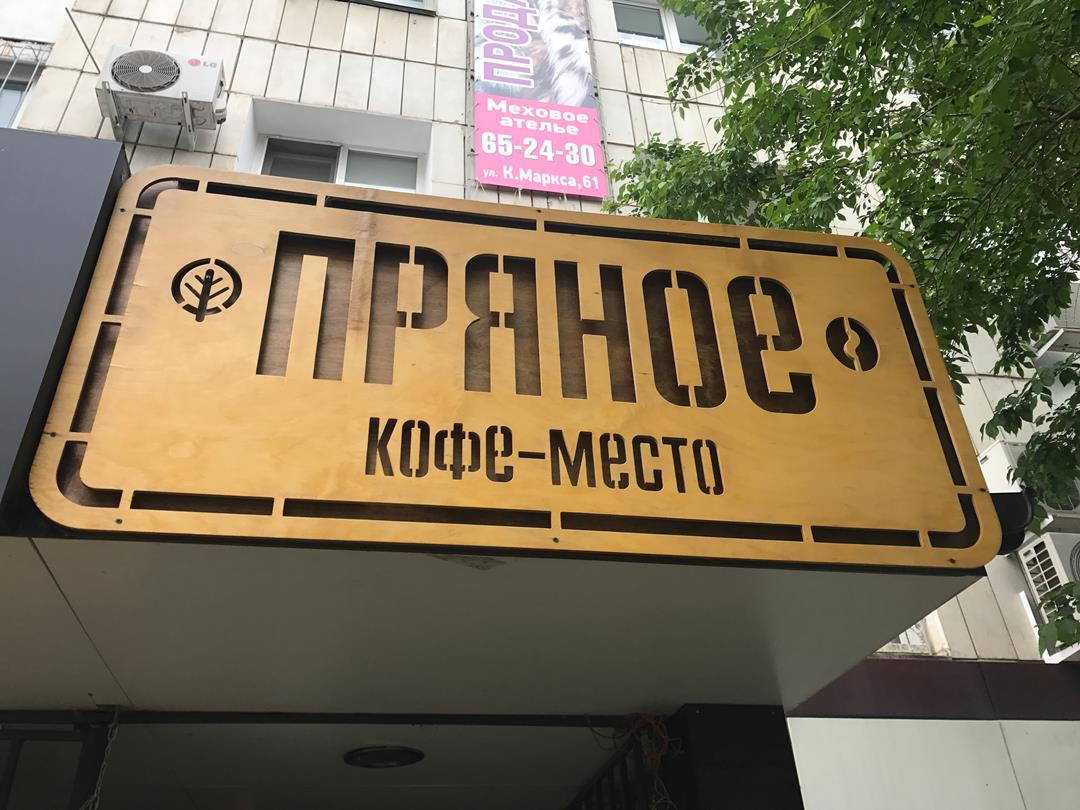 LG
Меховое
ателье
65-24-30
ул. К.Маркса,61
ПРЯНОЕ
КОФЕ-МЕСТО